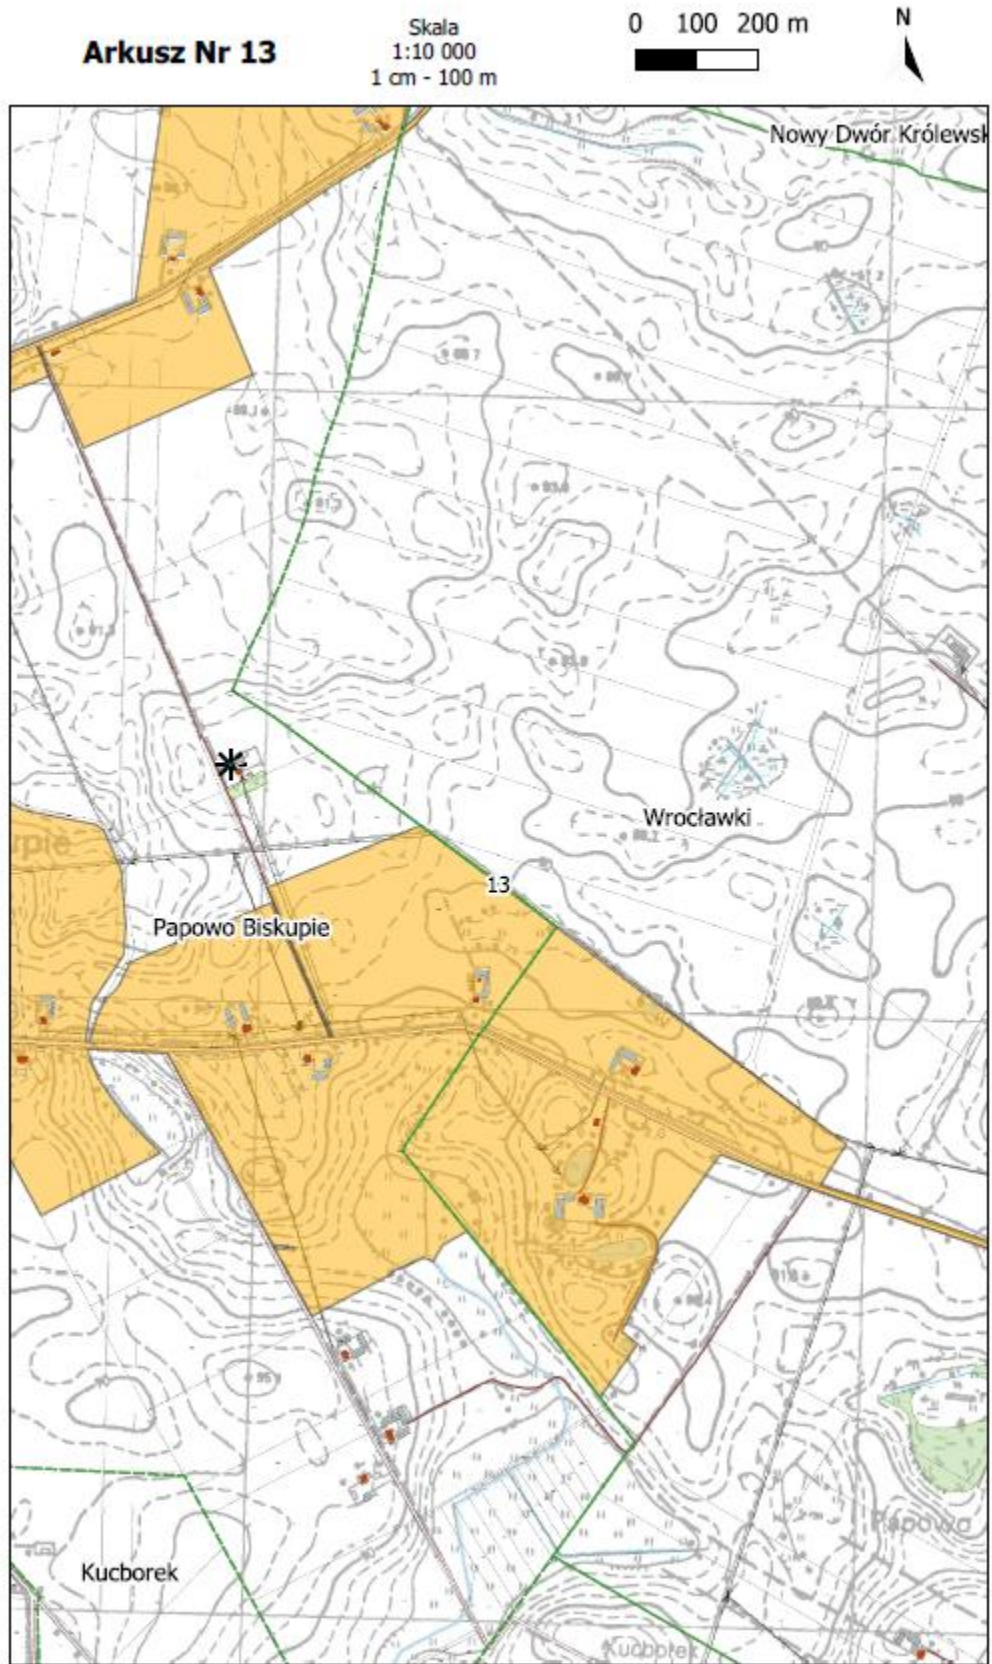 Arkusz Nr 13
Skala
1:10 000
1 cm - 100 m
0 100 200 m
N
Nowy Dwór Królewsk
Wrocławki
13
Papowo Biskupie
Papowa
Kucborek
Kucborek